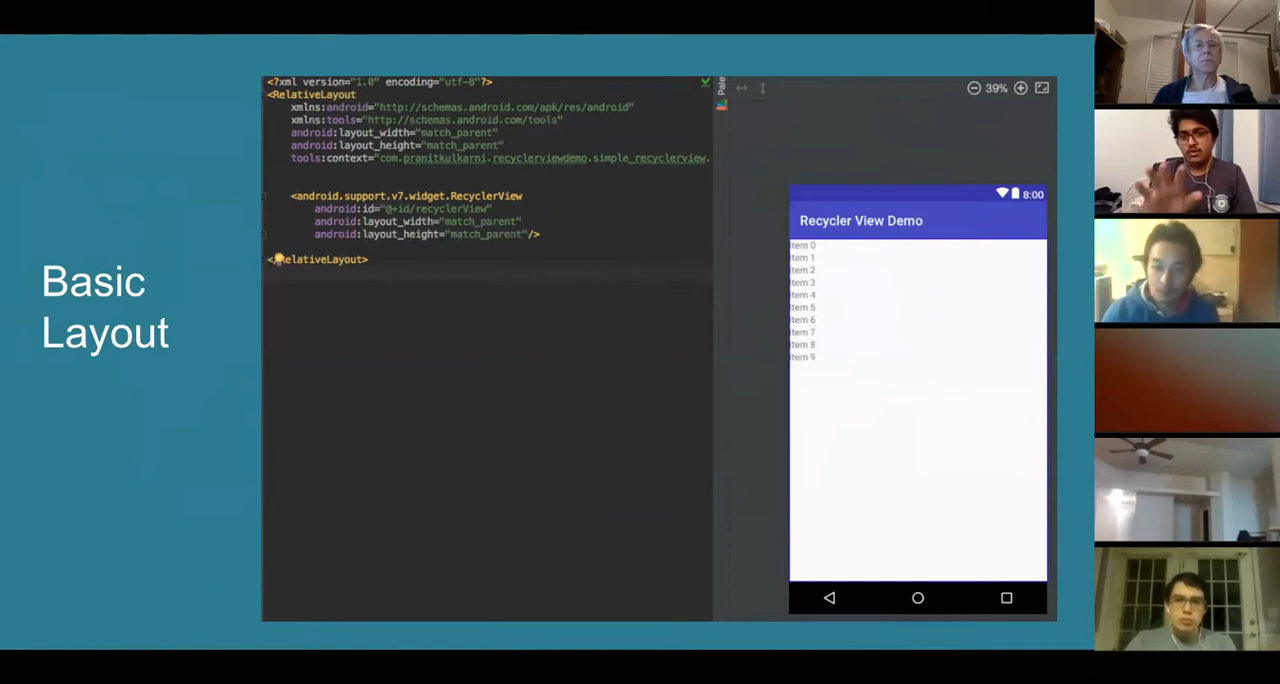 Basic
Layout
<?xml version="1.0" encoding="utf-8"?>
<RelativeLayout
xmlns:android="http://schemas.android.com/apk/res/android"
xmlns:tools="http://schemas.android.com/tools"
android:layout_width="match_parent"
android:layout_height="match_parent"
tools:context="com.pranitkulkarni.recyclerviewdemo.simple_recyclerview.
<android.support.v7.widget.RecyclerView
android:id="@+id/recyclerView"
android:layout_width="match_parent"
android:layout_height="match_parent"/>
RelativeLayout>
Pale
39%
8:00
Recycler View Demo
Item 0
Item 1
Item 2
Item 3
Item 4
Item 5
Item 6
Item 7
Item 8
Item 9